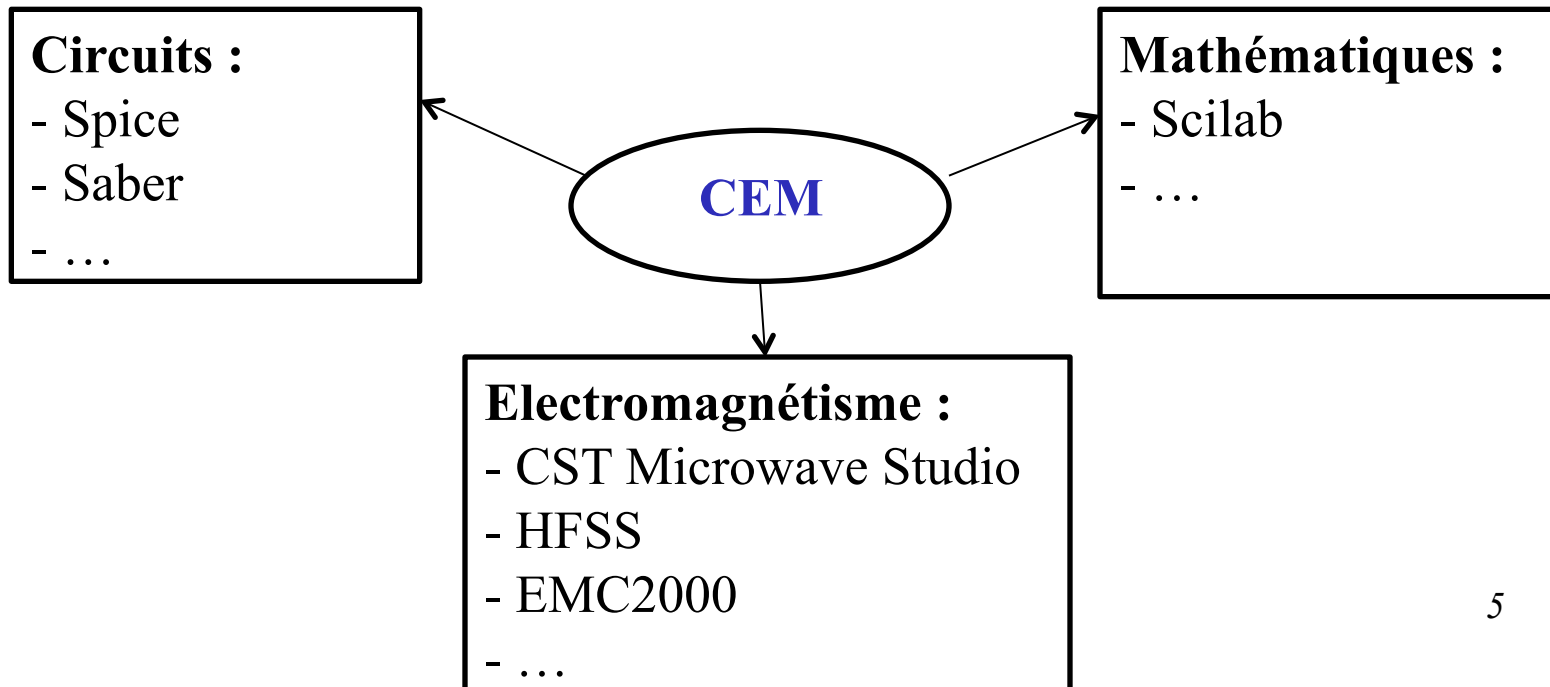 Circuits :
- Spice
- Saber
- …
CEM
Mathématiques :
- Scilab
- …
Electromagnétisme :
- CST Microwave Studio
- HFSS
- EMC2000
- …
5